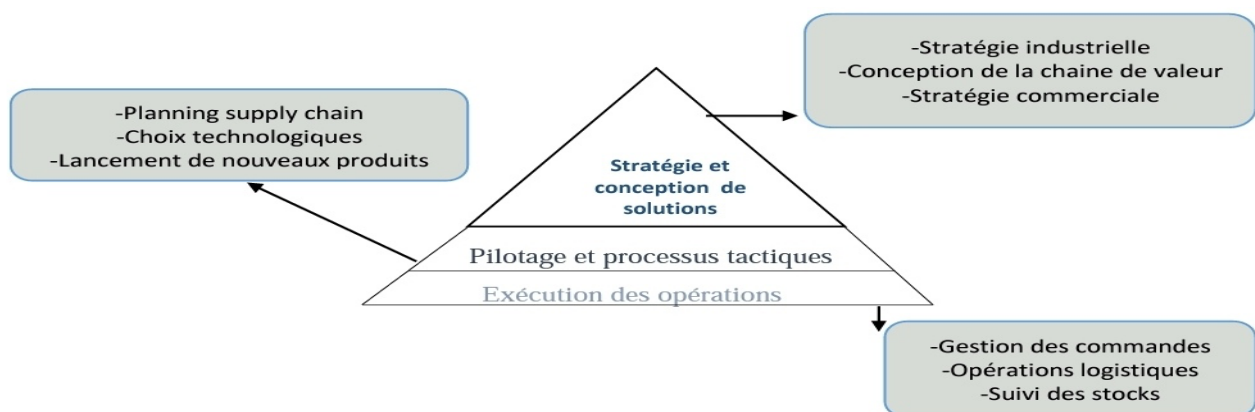 -Stratégie industrielle
-Conception de la chaine de valeur
-Stratégie commerciale
-Planning supply chain
-Choix technologiques
-Lancement de nouveaux produits
Stratégie et
conception de
solutions
Pilotage et processus tactiques
Exécution des opérations
-Gestion des commandes
-Opérations logistiques
-Suivi des stocks